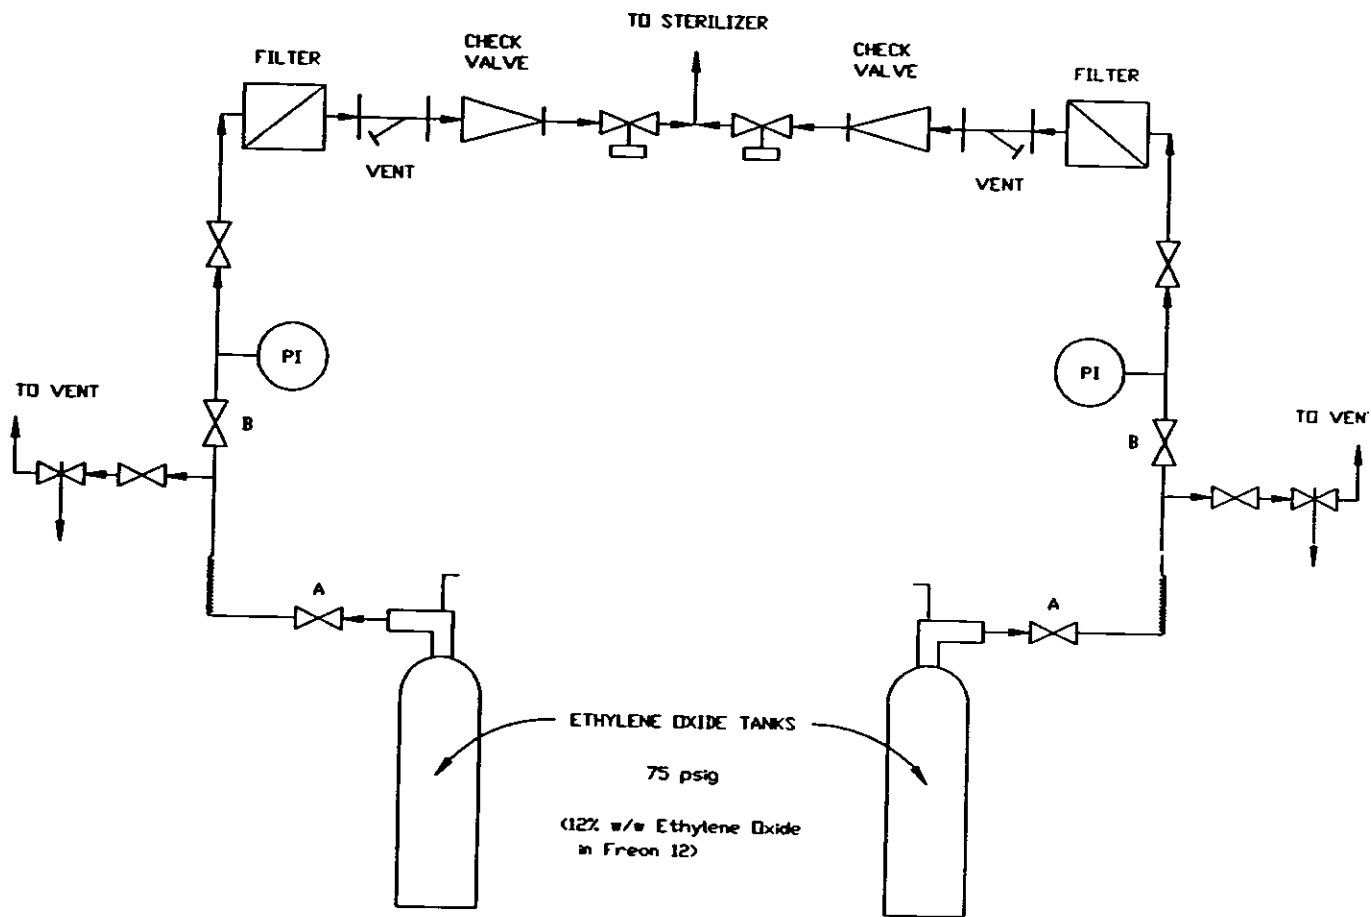 TO STERILIZER
CHECK
VALVE
CHECK
VALVE
FILTER
FILTER
VENT
VENT
PI
PI
TO VENT
B
B
TO VENT
A
A
ETHYLENE OXIDE TANKS
75 psig
(12% w/w Ethylene Oxide
in Freon 12)